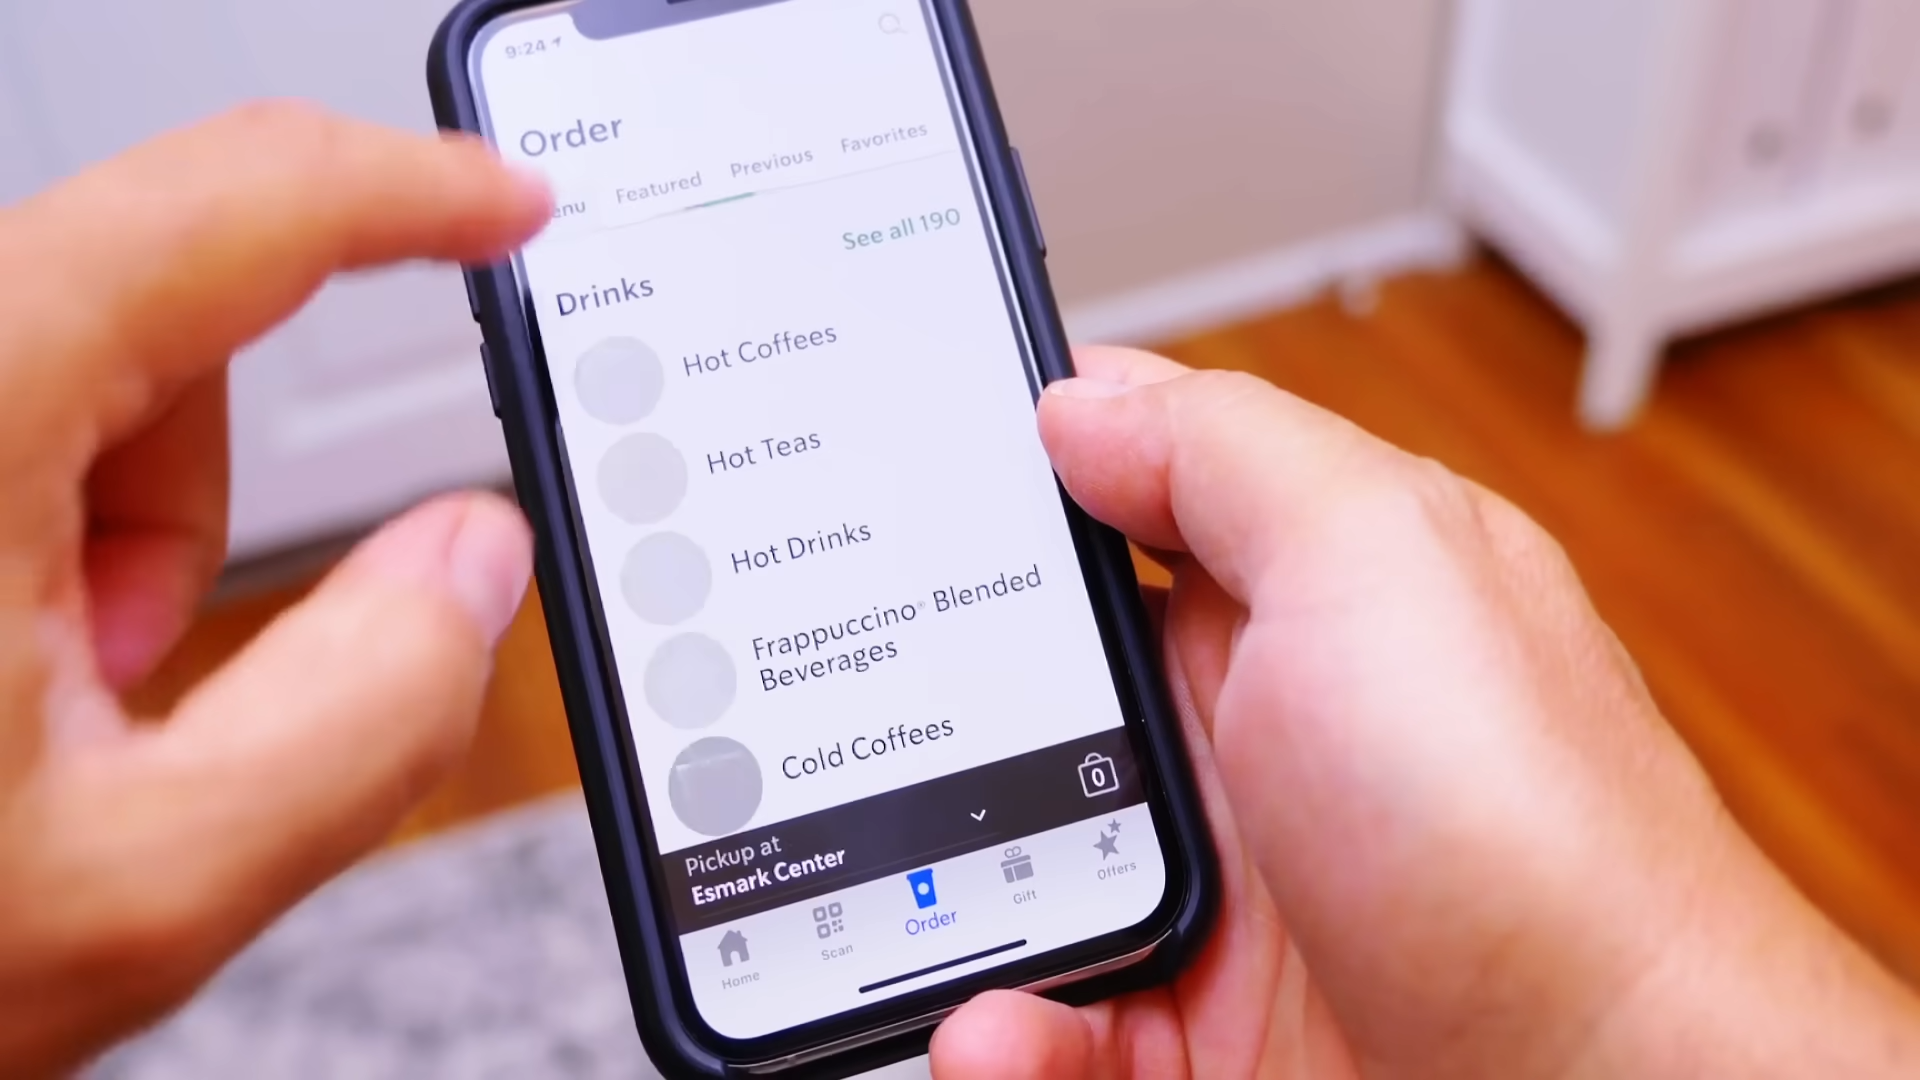 9:24
Order
enu Featured Previous Favorites
See all 190
Drinks
Hot Coffees
Hot Teas
Hot Drinks
Frappuccino® Blended
Beverages
Cold Coffees
0
Pickup at
Esmark Center
Home Scan Order Gift Offers